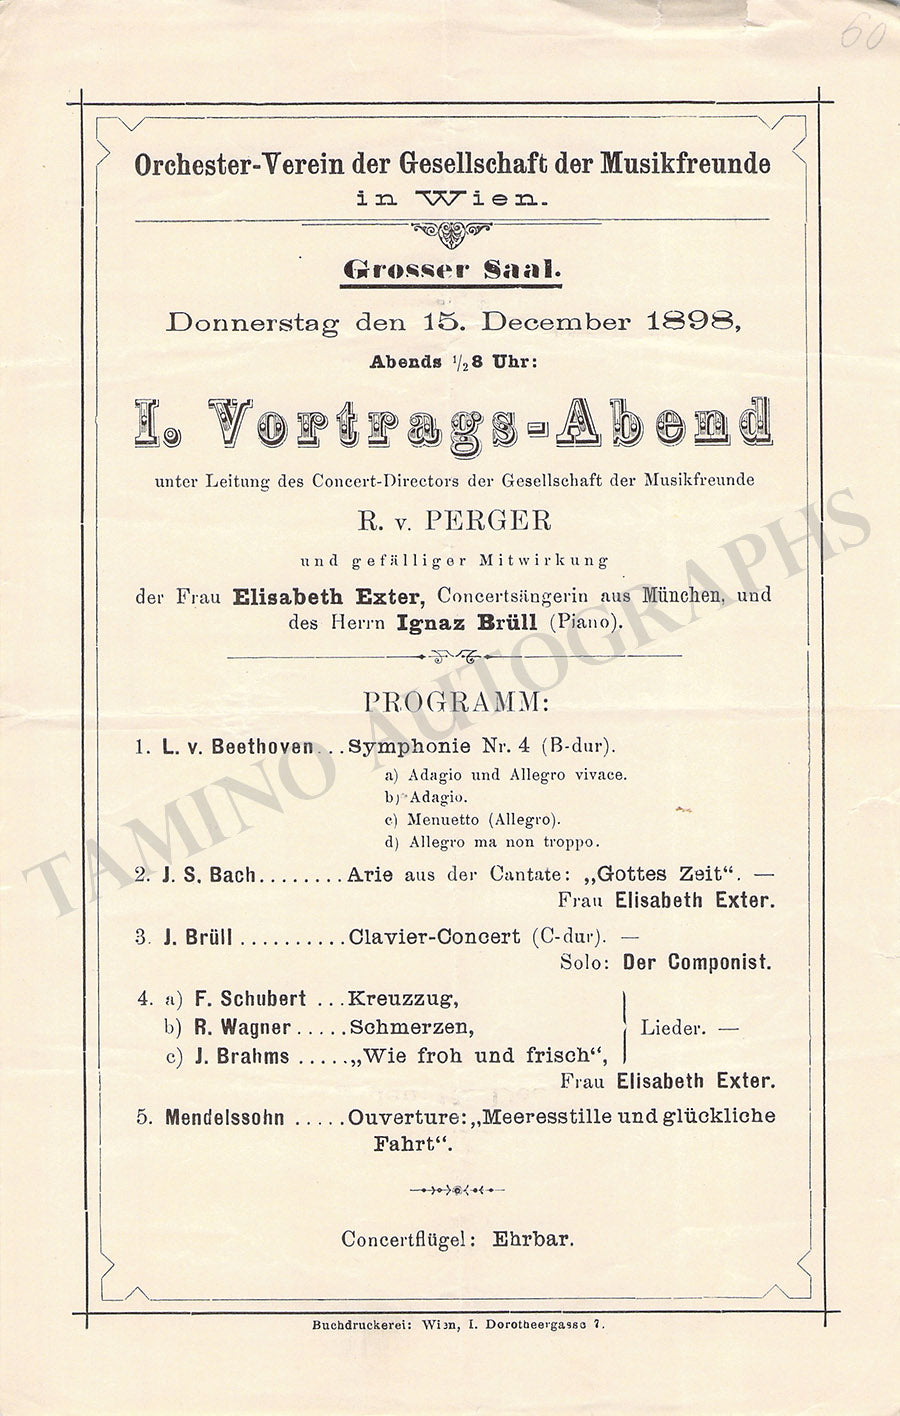 60
Orchester-Verein der Gesellschaft der Musikfreunde
in Wien.
Grosser Saal.
Donnerstag den 15. December 1898,
Abends 1/2 8 Uhr:
I. Vortrags-Abend
unter Leitung des Concert-Directors der Gesellschaft der Musikfreunde
R. v. PERGER
und gefälliger Mitwirkung
der Frau Elisabeth Exter, Concertsängerin aus München, und
des Herrn Ignaz Brüll (Piano).
PROGRAMM:
1. L. v. Beethoven...Symphonie Nr. 4 (B-dur).
a) Adagio und Allegro vivace.
b) Adagio.
c) Menuetto (Allegro).
d) Allegro ma non troppo.
2. J. S. Bach........Arie aus der Cantate: „Gottes Zeit“. —
Frau Elisabeth Exter.
3. J. Brüll..........Clavier-Concert (C-dur). —
Solo: Der Componist.
4. a) F. Schubert ...Kreuzzug,
b) R. Wagner.....Schmerzen, Lieder. —
c) J. Brahms .....„Wie froh und frisch“,
Frau Elisabeth Exter.
5. Mendelssohn .....Ouverture: „Meeresstille und glückliche
Fahrt“.
Concertflügel: Ehrbar.
Buchdruckerei: Wien, I. Dorotheergasse 7.
TAMINO AUTOGRAPHS